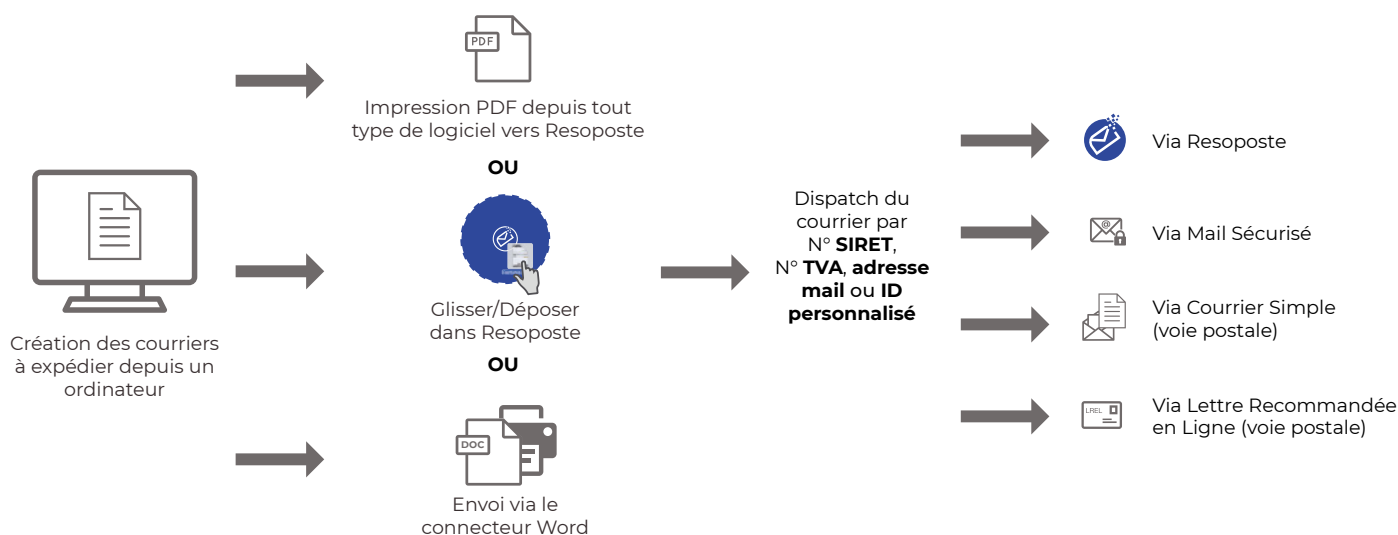 Création des courriers
à expédier depuis un
ordinateur
PDF
Impression PDF depuis tout
type de logiciel vers Resoposte
OU
Glisser/Déposer
dans Resoposte
OU
DOC
Envoi via le
connecteur Word
Dispatch du
courrier par
N° SIRET,
N° TVA, adresse
mail ou ID
personnalisé
Via Resoposte
@
Via Mail Sécurisé
Via Courrier Simple
(voie postale)
LREL
Via Lettre Recommandée
en Ligne (voie postale)